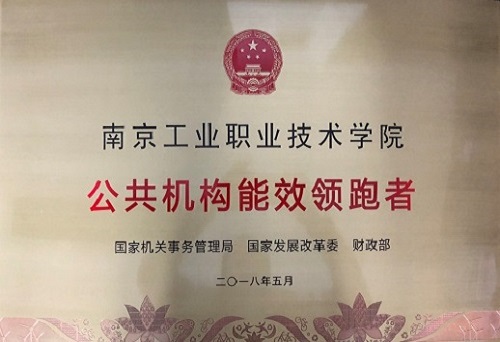 南京工业职业技术学院
公共机构能效领跑者
国家机关事务管理局 国家发展改革委 财政部
二〇一八年五月